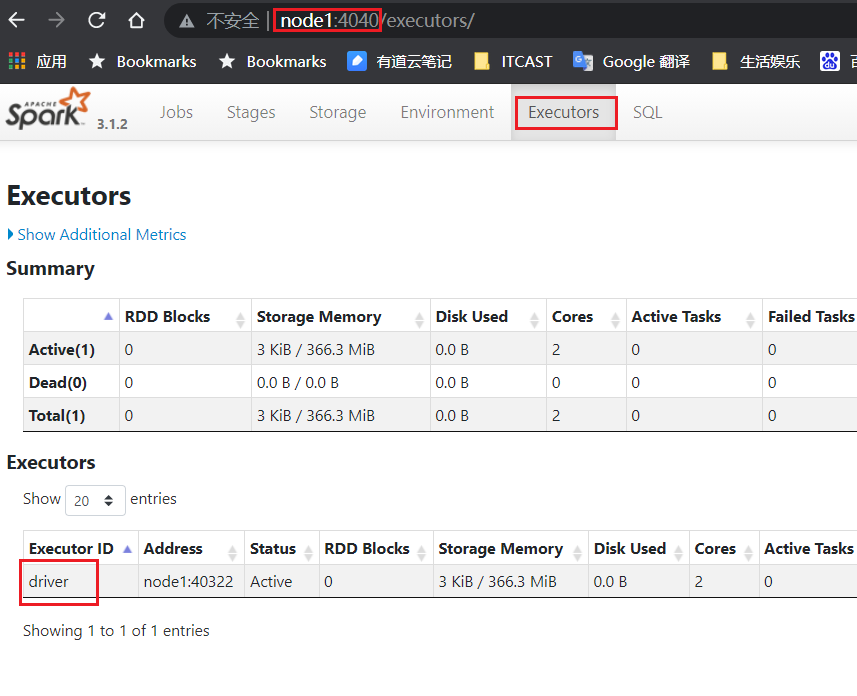 不安全 | node1:4040/executors/
应用 Bookmarks Bookmarks 有道云笔记 ITCAST Google 翻译 生活娱乐
APACHE Spark 3.1.2 Jobs Stages Storage Environment Executors SQL
Executors
Show Additional Metrics
Summary
RDD Blocks Storage Memory Disk Used Cores Active Tasks Failed Tasks
Active(1) 0 3 KiB / 366.3 MiB 0.0 B 2 0 0
Dead(0) 0 0.0 B / 0.0 B 0.0 B 0 0 0
Total(1) 0 3 KiB / 366.3 MiB 0.0 B 2 0 0
Executors
Show 20 entries
Executor ID Address Status RDD Blocks Storage Memory Disk Used Cores Active Tasks
driver node1:40322 Active 0 3 KiB / 366.3 MiB 0.0 B 2 0
Showing 1 to 1 of 1 entries